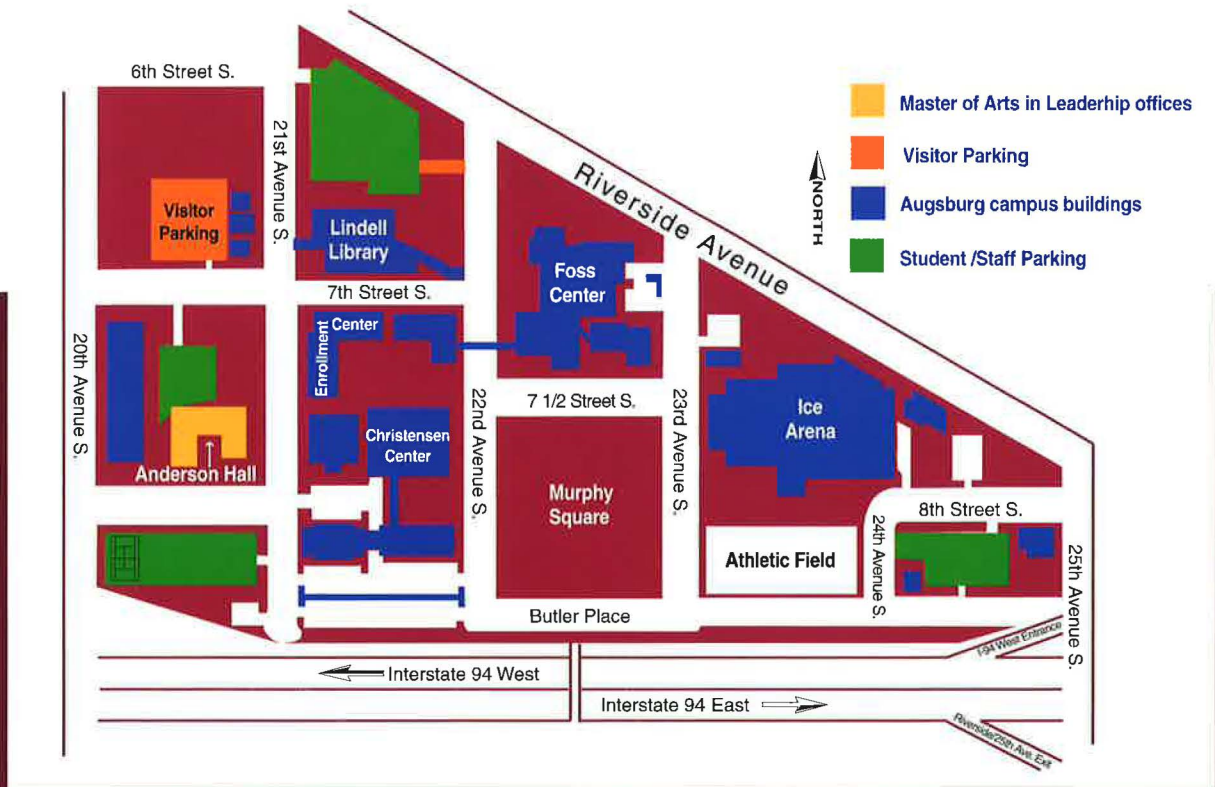 6th Street S.
21st Avenue S.
Riverside Avenue
NORTH
Master of Arts in Leaderhip offices
Visitor Parking
Augsburg campus buildings
Student /Staff Parking
Visitor
Parking
Lindell
Library
Foss
Center
7th Street S.
20th Avenue S.
Enrollment
Center
22nd Avenue S.
7 1/2 Street S.
23rd Avenue S.
Ice
Arena
Christensen
Center
Anderson Hall
Murphy
Square
8th Street S.
24th Avenue S.
25th Avenue S.
Athletic Field
Butler Place
I-94 West Entrance
Interstate 94 West
Interstate 94 East
Riverside/25th Ave. Exit